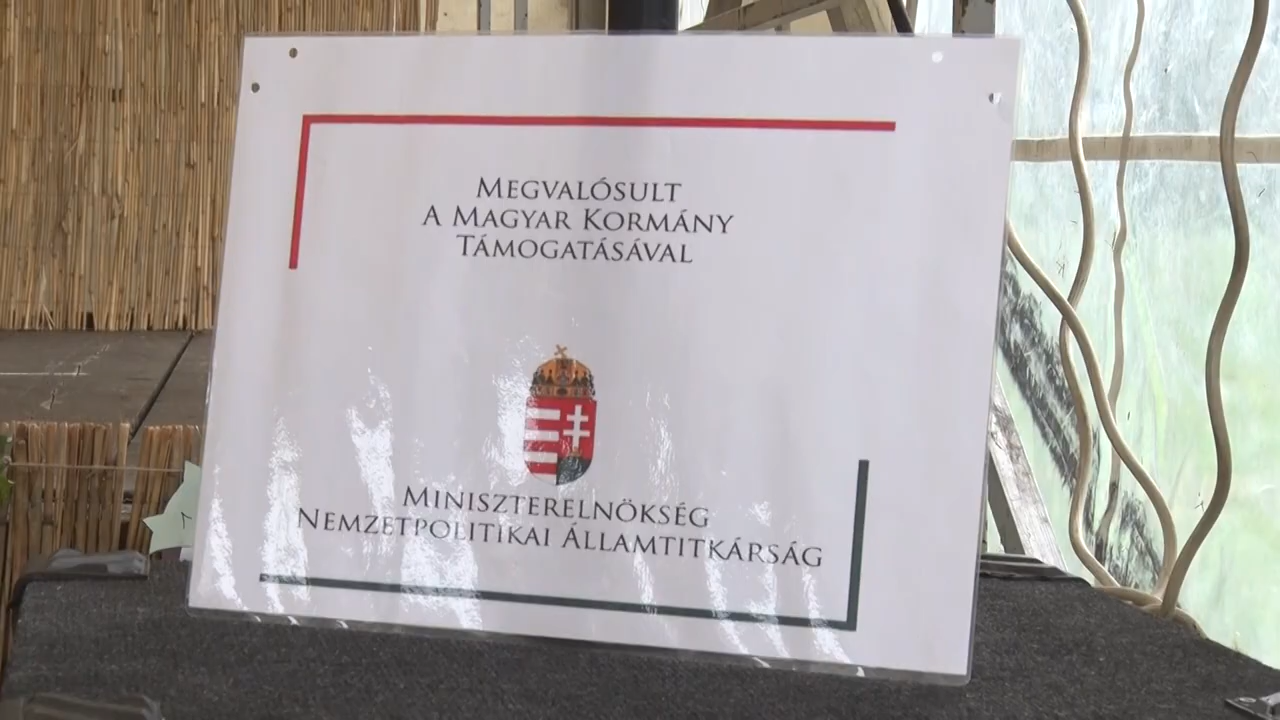 MEGVALÓSULT
A MAGYAR KORMÁNY
TÁMOGATÁSÁVAL
MINISZTERELNÖKSÉG
NEMZETPOLITIKAI ÁLLAMTITKÁRSÁG